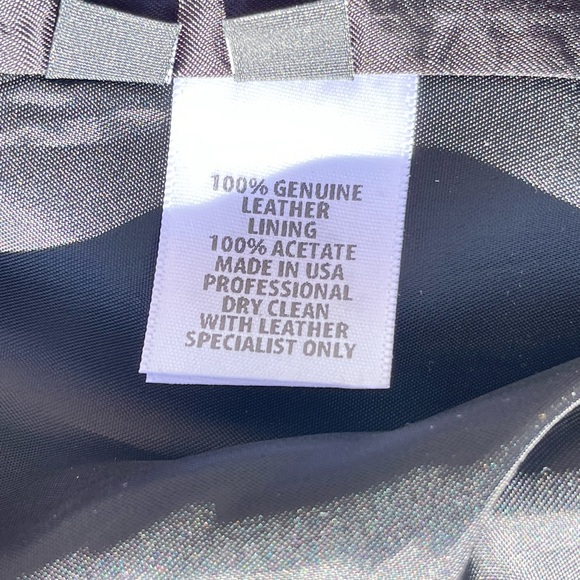 100% GENUINE
LEATHER
LINING
100% ACETATE
MADE IN USA
PROFESSIONAL
DRY CLEAN
WITH LEATHER
SPECIALIST ONLY